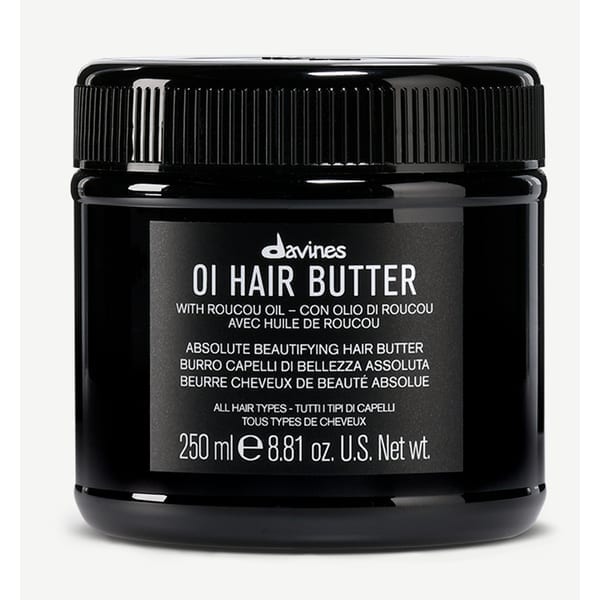 davines
OI HAIR BUTTER
WITH ROUCOU OIL – CON OLIO DI ROUCOU
AVEC HUILE DE ROUCOU
ABSOLUTE BEAUTIFYING HAIR BUTTER
BURRO CAPELLI DI BELLEZZA ASSOLUTA
BEURRE CHEVEUX DE BEAUTÉ ABSOLUE
ALL HAIR TYPES - TUTTI I TIPI DI CAPELLI
TOUS TYPES DE CHEVEUX
250 ml ℮ 8.81 oz. U.S. Net wt.